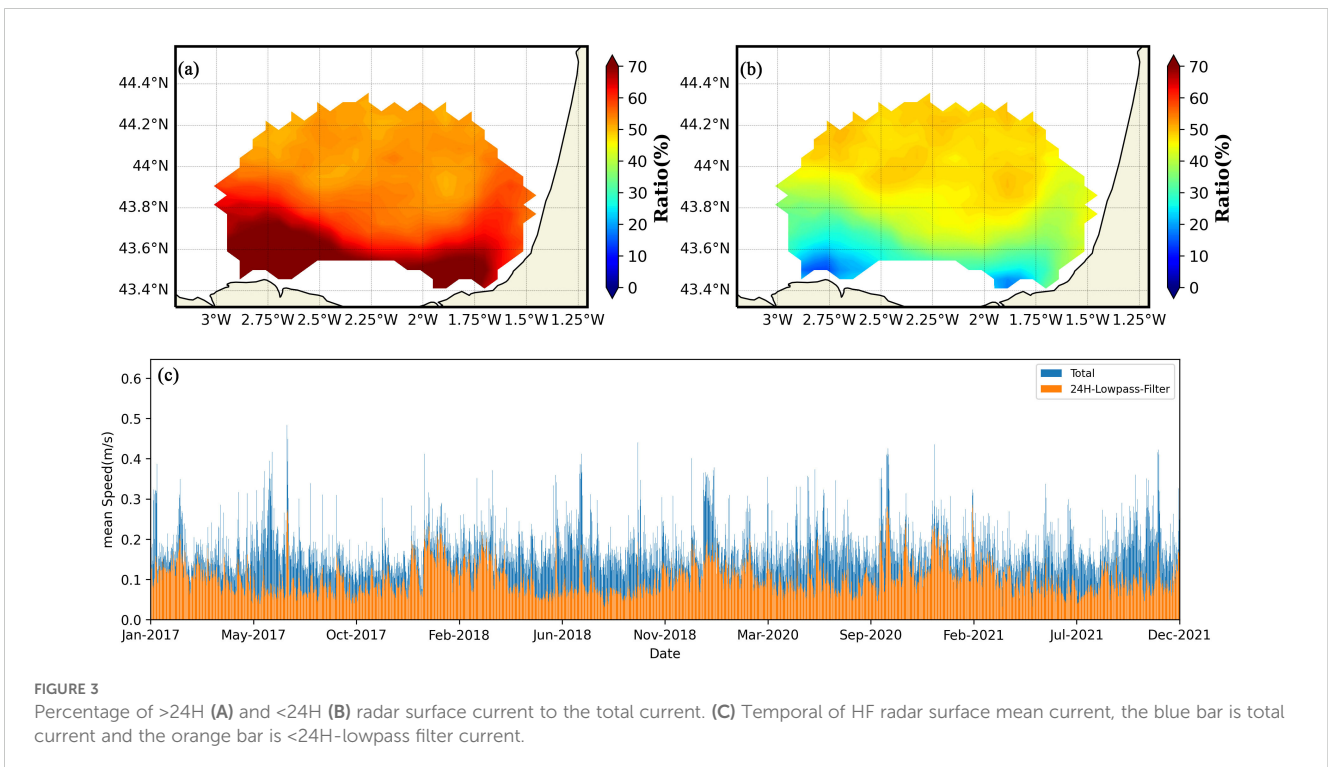 (a)
44.4°N
44.2°N
44°N
43.8°N
43.6°N
43.4°N
3°W 2.75°W 2.5°W 2.25°W 2°W 1.75°W 1.5°W 1.25°W
70
60
50
40
30
20
10
0
Ratio(%)
(b)
44.4°N
44.2°N
44°N
43.8°N
43.6°N
43.4°N
3°W 2.75°W 2.5°W 2.25°W 2°W 1.75°W 1.5°W 1.25°W
70
60
50
40
30
20
10
0
Ratio(%)
(c)
Total
24H-Lowpass-Filter
mean Speed(m/s)
0.6
0.5
0.4
0.3
0.2
0.1
0.0
Jan-2017 May-2017 Oct-2017 Feb-2018 Jun-2018 Nov-2018 Mar-2020 Sep-2020 Feb-2021 Jul-2021 Dec-2021
Date
FIGURE 3
Percentage of >24H (A) and <24H (B) radar surface current to the total current. (C) Temporal of HF radar surface mean current, the blue bar is total
current and the orange bar is <24H-lowpass filter current.